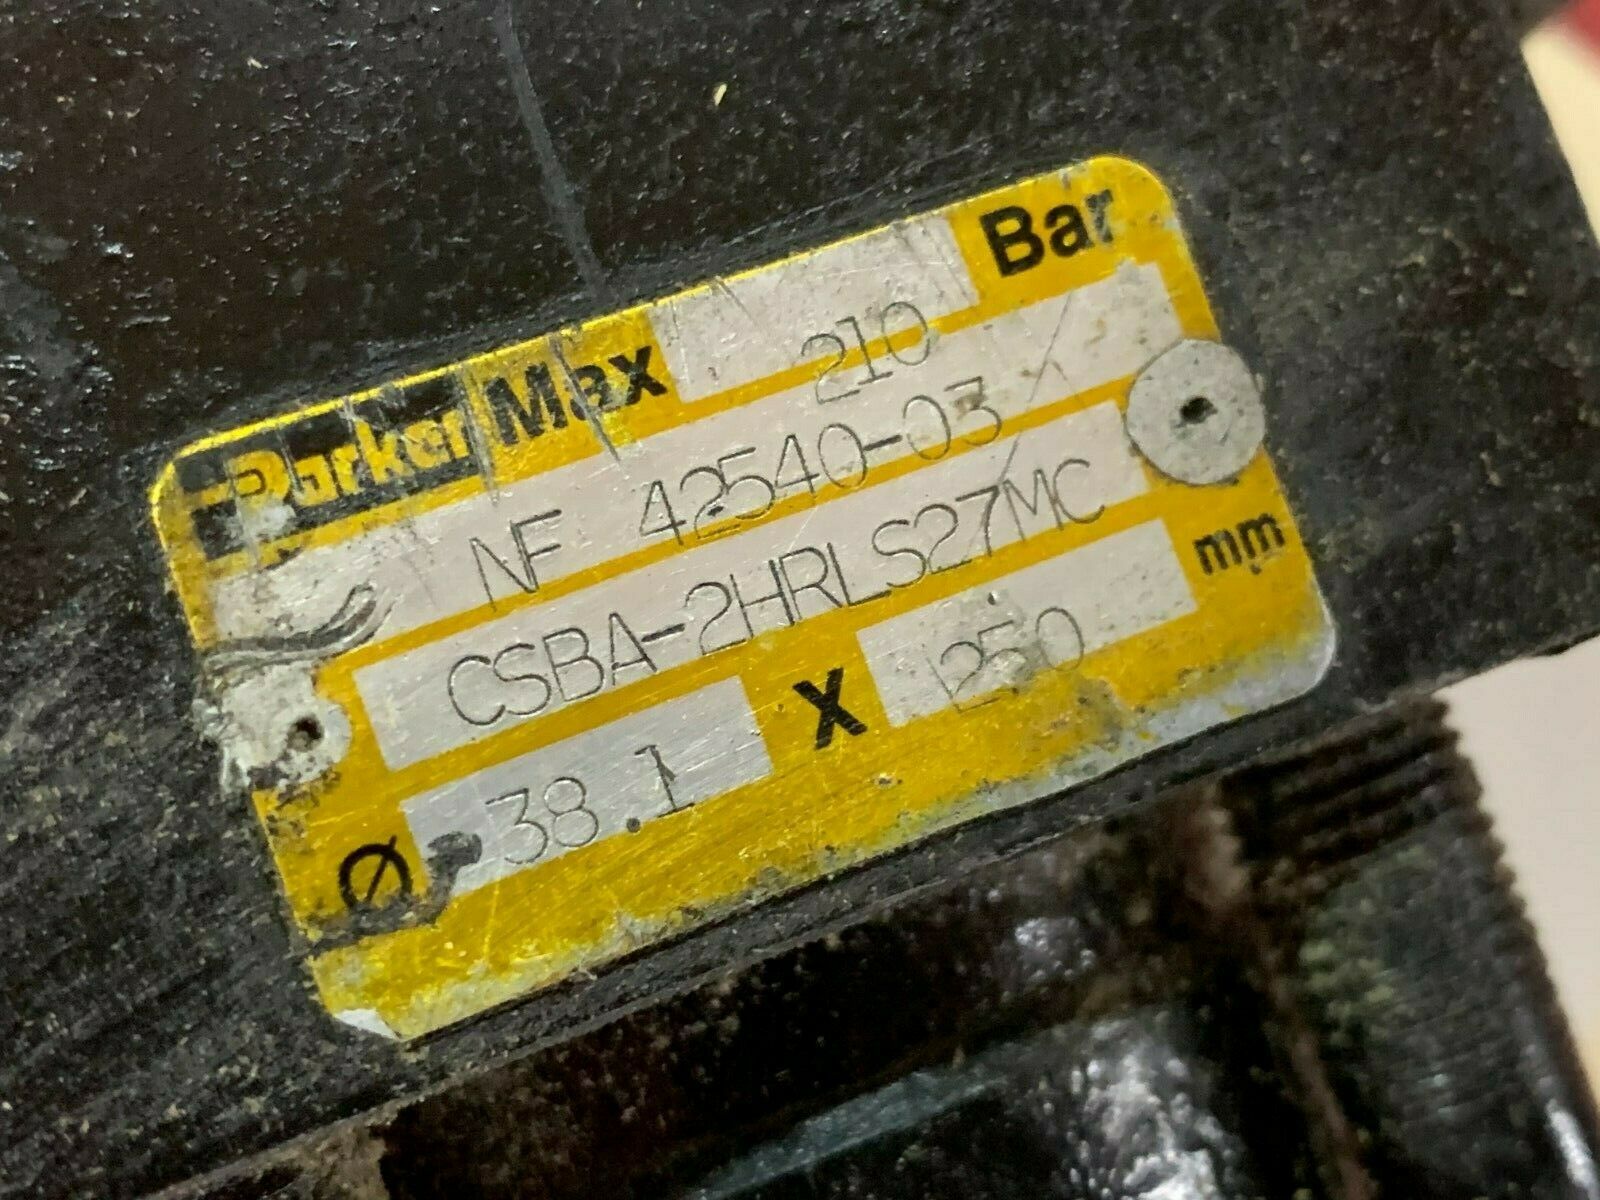 Parker Max 210 Bar
NF 42540-03
CSBA-2HRLS27MC
Ø 38.1 X 250 mm